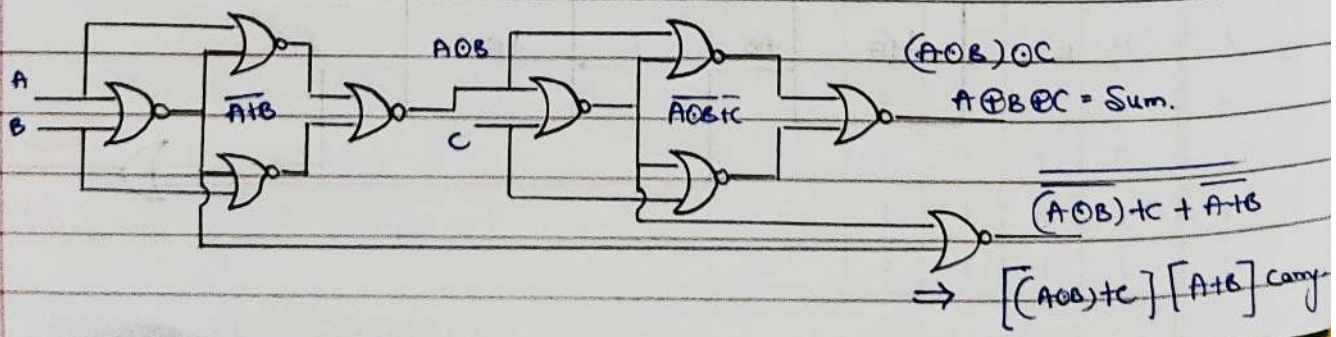 A
B
A+B̅
A⊙B
C
A⊙B+C̅
(A⊙B)⊙C
A⊕B⊕C = Sum.
(A⊙B)+C + A+B
⇒ [(A⊙B)+C] [A+B] carry